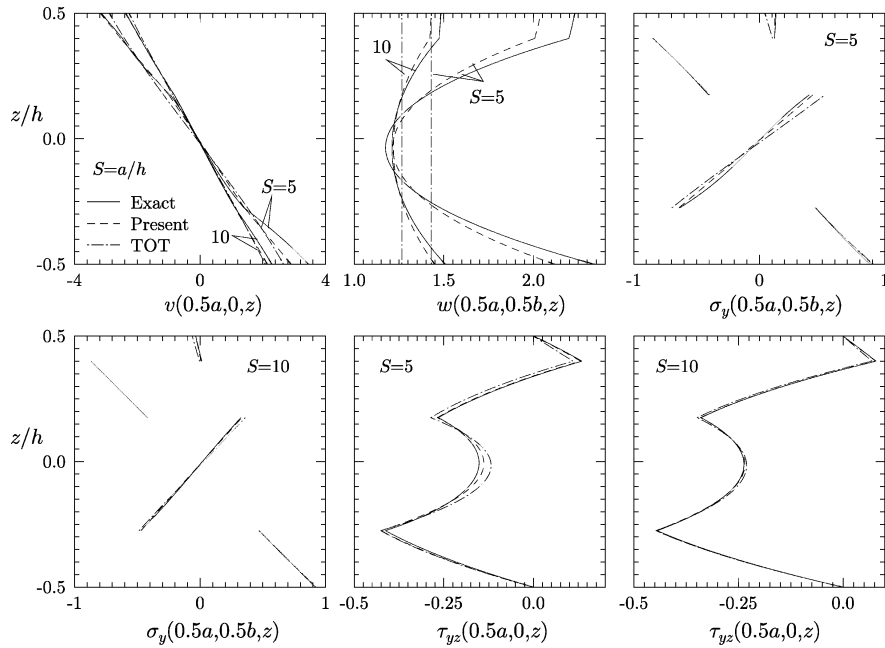 0.5
0.0
-0.5
z/h
S=a/h
Exact
Present
TOT
S=5
10
-4 0 4
v(0.5a,0,z)
10
S=5
1.0 1.5 2.0
w(0.5a,0.5b,z)
S=5
-1 0 1
σy(0.5a,0.5b,z)
0.5
0.0
-0.5
z/h
S=10
-1 0 1
σy(0.5a,0.5b,z)
S=5
-0.5 -0.25 0.0
τyz(0.5a,0,z)
S=10
-0.5 -0.25 0.0
τyz(0.5a,0,z)